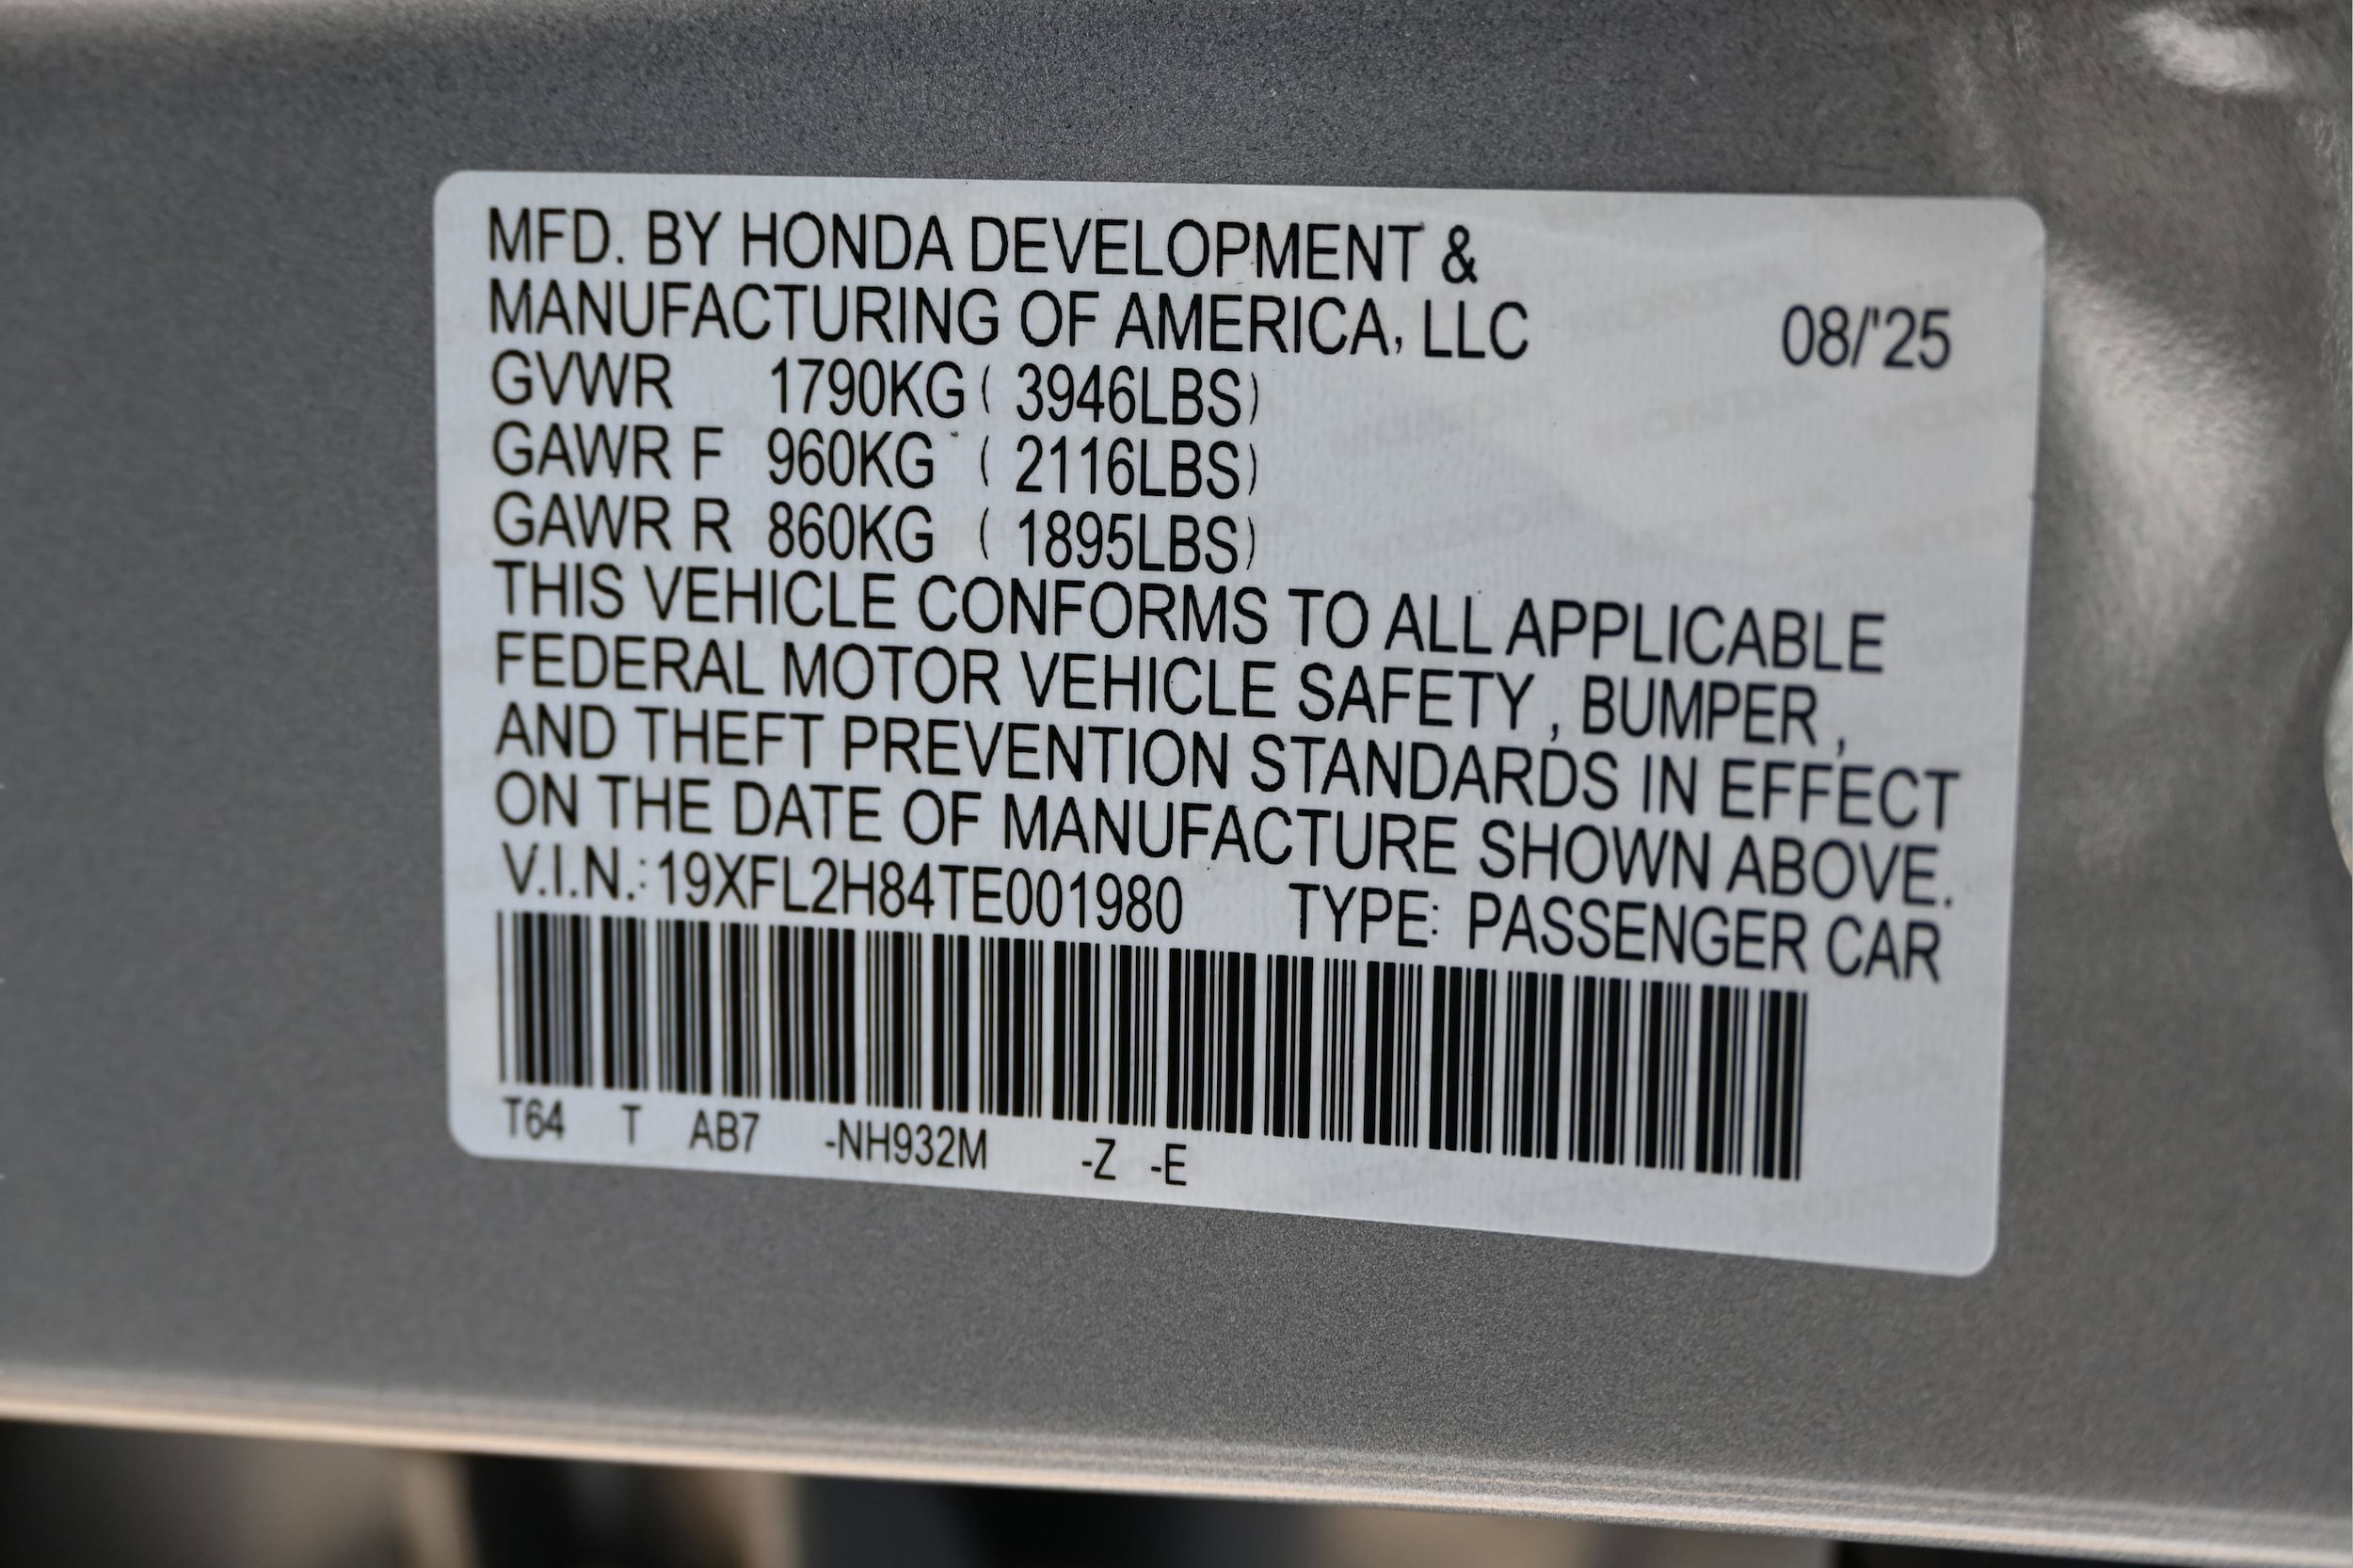 MFD. BY HONDA DEVELOPMENT &
MANUFACTURING OF AMERICA, LLC 08/'25
GVWR 1790KG ( 3946LBS)
GAWR F 960KG ( 2116LBS)
GAWR R 860KG ( 1895LBS)
THIS VEHICLE CONFORMS TO ALL APPLICABLE
FEDERAL MOTOR VEHICLE SAFETY , BUMPER ,
AND THEFT PREVENTION STANDARDS IN EFFECT
ON THE DATE OF MANUFACTURE SHOWN ABOVE.
V.I.N.: 19XFL2H84TE001980 TYPE: PASSENGER CAR
T64 T AB7 -NH932M -Z -E